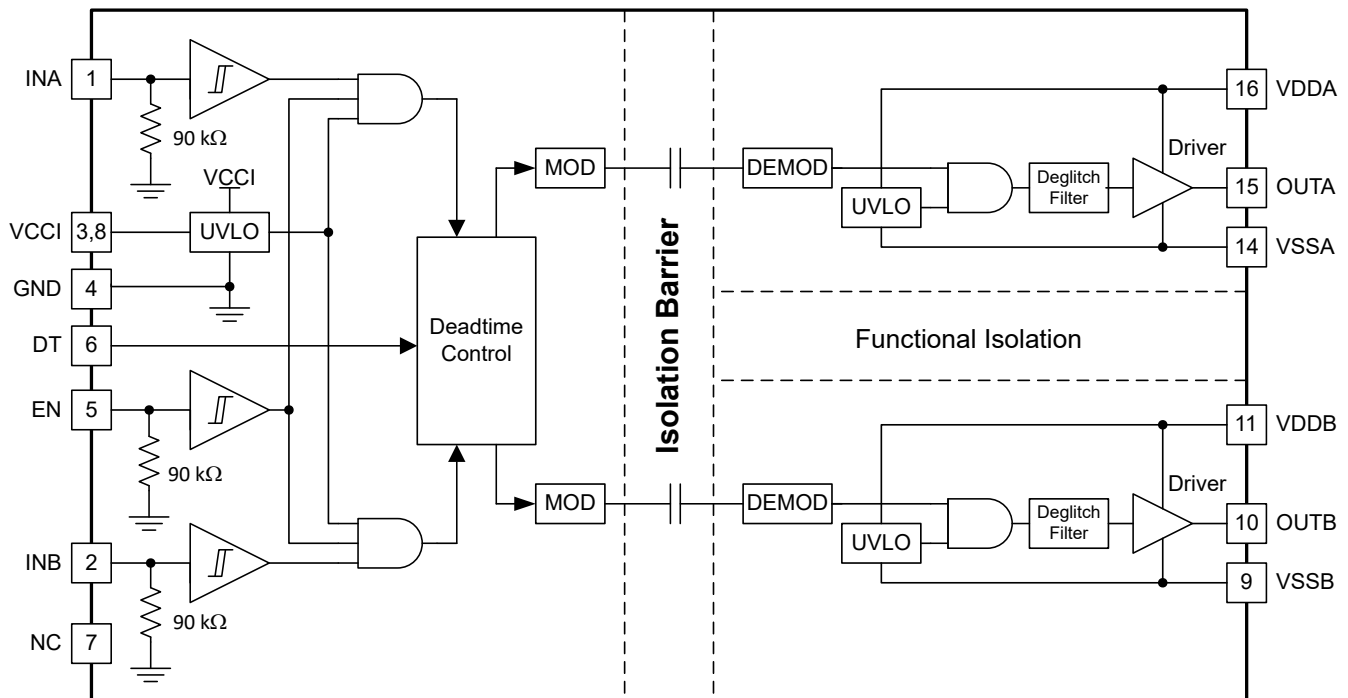 INA
1
90 kΩ
VCCI
VCCI
3,8
UVLO
GND
4
DT
6
EN
5
90 kΩ
INB
2
90 kΩ
NC
7
Deadtime
Control
MOD
MOD
Isolation Barrier
DEMOD
UVLO
Deglitch
Filter
Driver
16
VDDA
15
OUTA
14
VSSA
Functional Isolation
DEMOD
UVLO
Deglitch
Filter
Driver
11
VDDB
10
OUTB
9
VSSB